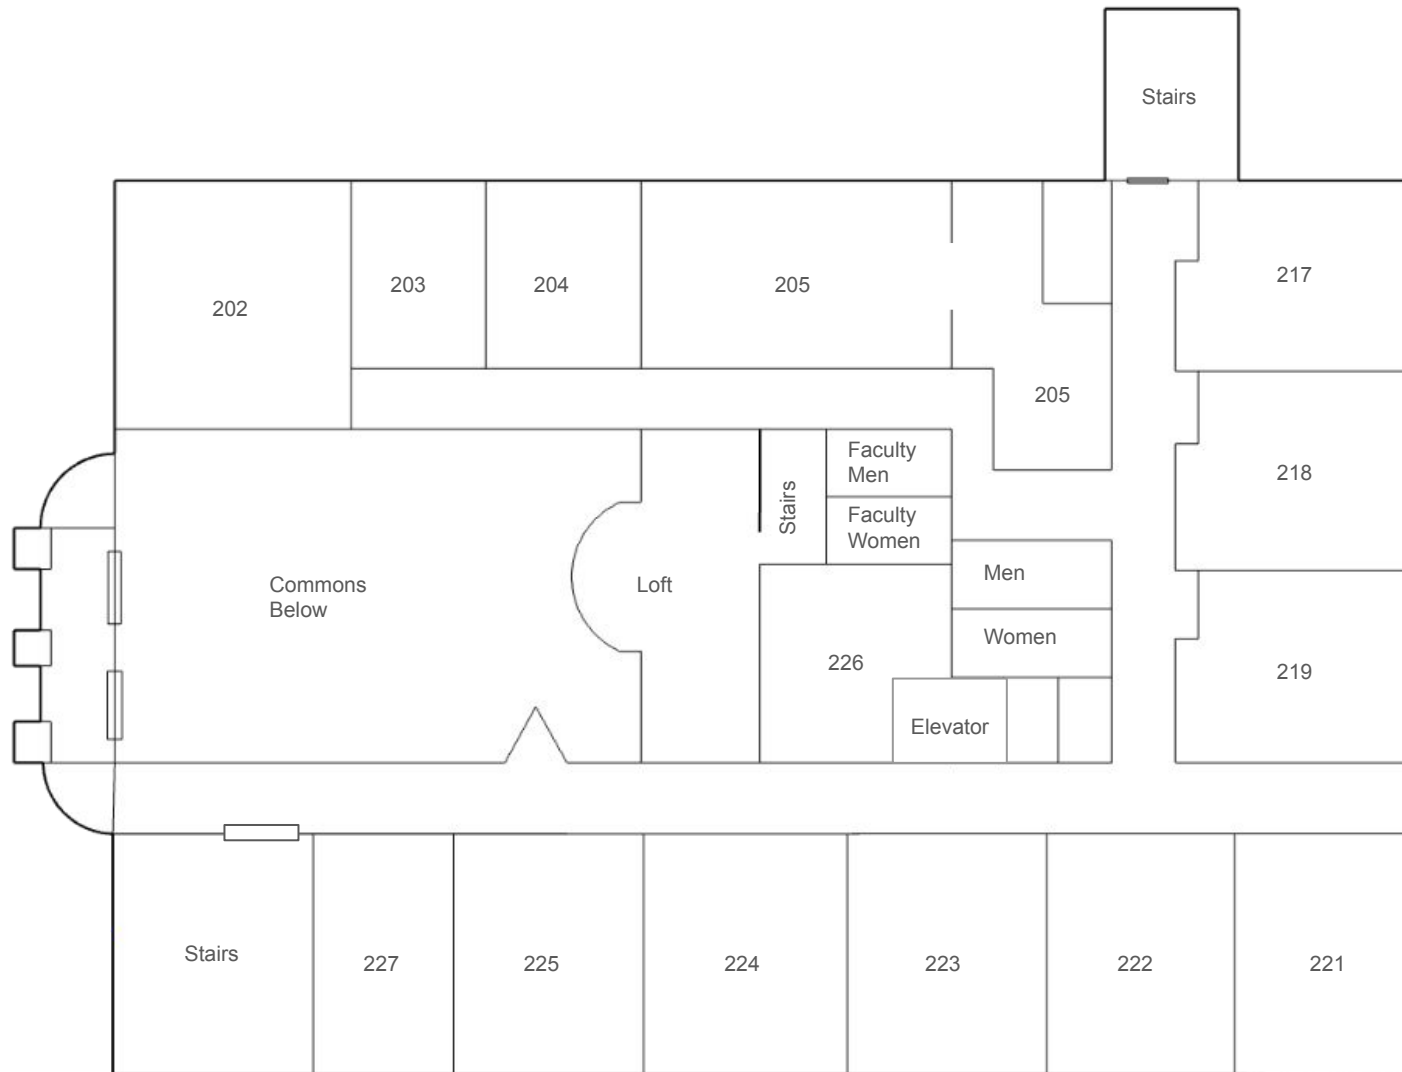 Stairs
217
203
204
205
202
205
Faculty
Men
218
Stairs
Faculty
Women
Men
Commons
Below
Loft
Women
226
219
Elevator
Stairs
227
225
224
223
222
221